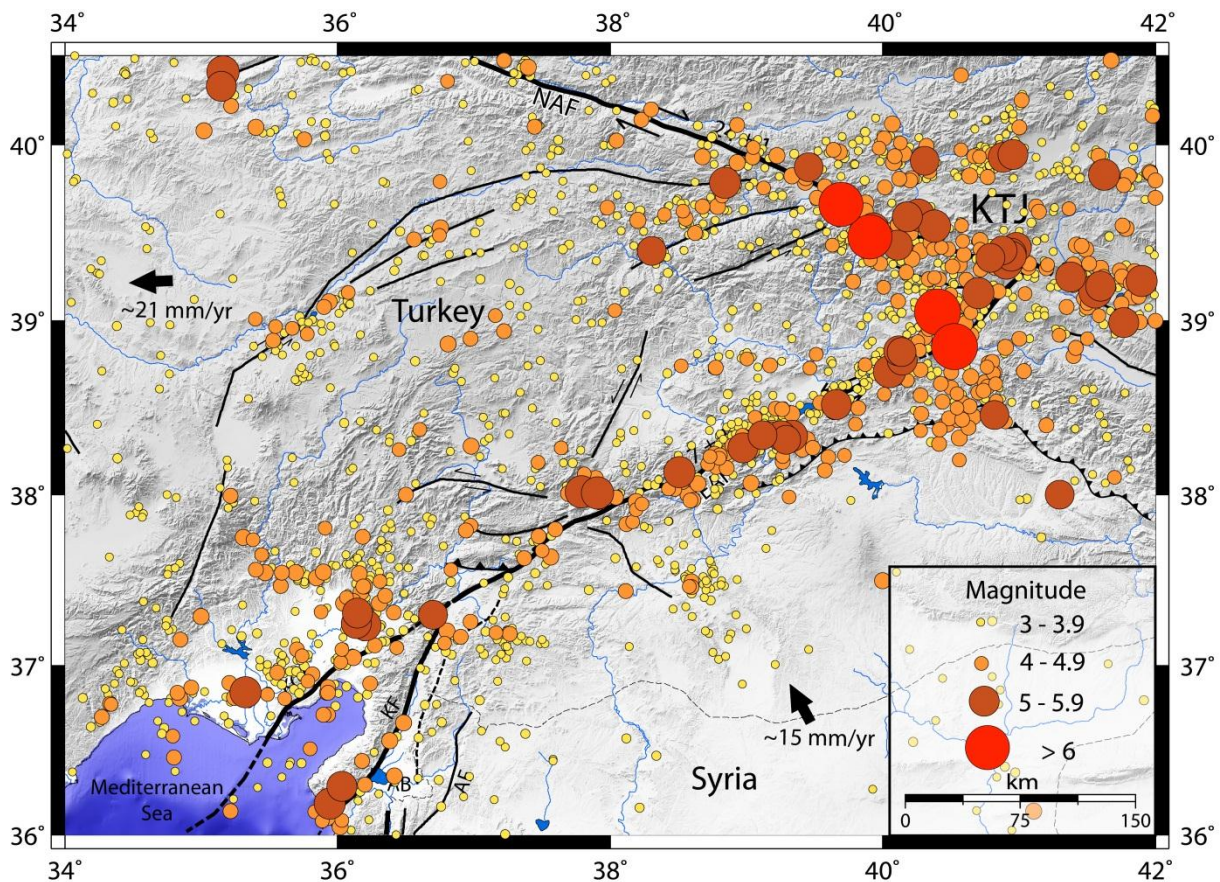 34˚ 36˚ 38˚ 40˚ 42˚
40˚ 40˚
NAF
KTJ
~21 mm/yr
Turkey
39˚ 39˚
38˚ 38˚
37˚ 37˚
Magnitude
3 - 3.9
4 - 4.9
5 - 5.9
> 6
km
0 75 150
~15 mm/yr
KF
AF
Mediterranean
Sea
Syria
36˚ 36˚
34˚ 36˚ 38˚ 40˚ 42˚